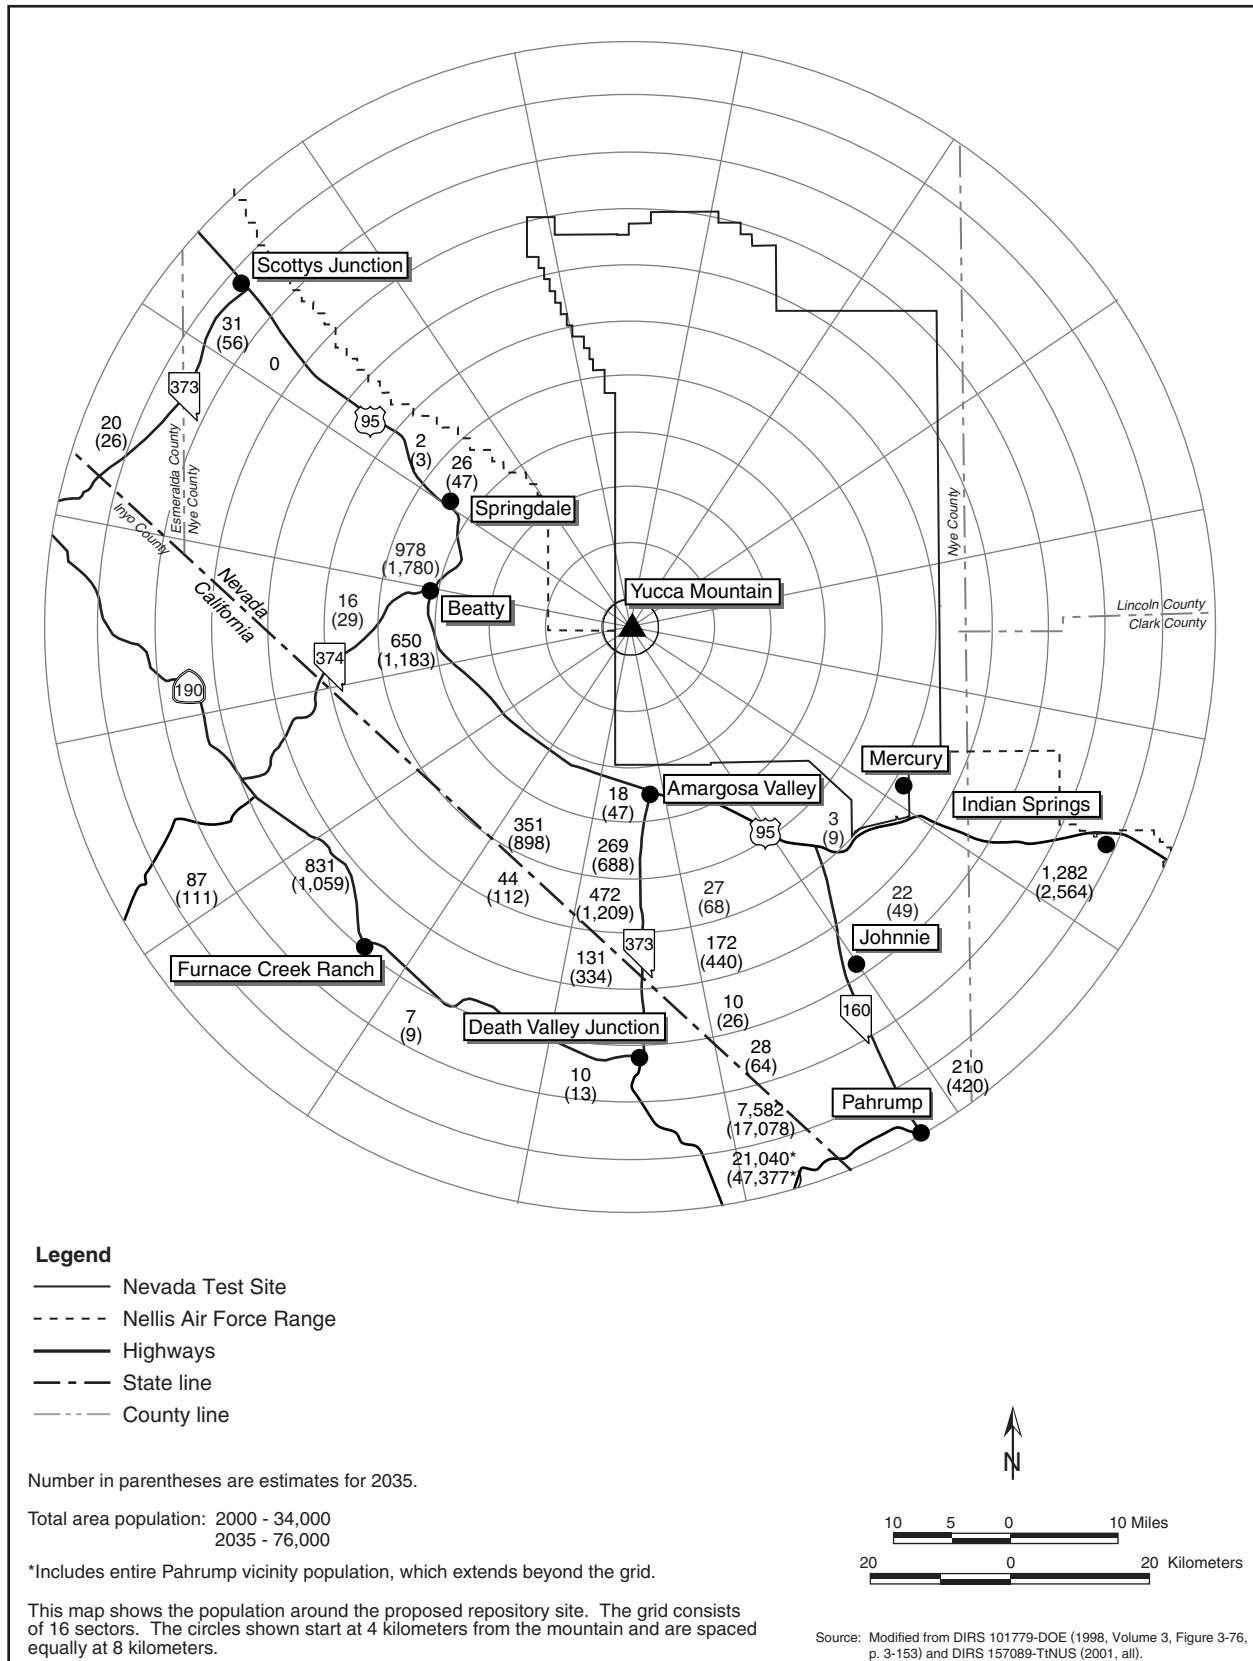 Scottys Junction
31
(56)
0
373
95
20
(26)
2
(3)
26
(47)
Springdale
Esmeralda County
Nye County
Inyo County
Nye County
978
(1,780)
Nevada
California
16
(29)
Beatty
Yucca Mountain
Lincoln County
Clark County
650
(1,183)
374
190
Mercury
Amargosa Valley
Indian Springs
18
(47)
351
(898)
269
(688)
95
3
(9)
831
(1,059)
87
(111)
44
(112)
472
(1,209)
27
(68)
22
(49)
1,282
(2,564)
Johnnie
373
172
(440)
131
(334)
Furnace Creek Ranch
7
(9)
Death Valley Junction
10
(26)
160
28
(64)
10
(13)
210
(420)
Pahrump
7,582
(17,078)
21,040*
(47,377*)
Legend
Nevada Test Site
Nellis Air Force Range
Highways
State line
County line
N
Number in parentheses are estimates for 2035.
Total area population: 2000 - 34,000
2035 - 76,000
*Includes entire Pahrump vicinity population, which extends beyond the grid.
This map shows the population around the proposed repository site. The grid consists
of 16 sectors. The circles shown start at 4 kilometers from the mountain and are spaced
equally at 8 kilometers.
10 5 0 10 Miles
20 0 20 Kilometers
Source: Modified from DIRS 101779-DOE (1998, Volume 3, Figure 3-76,
p. 3-153) and DIRS 157089-TtNUS (2001, all).